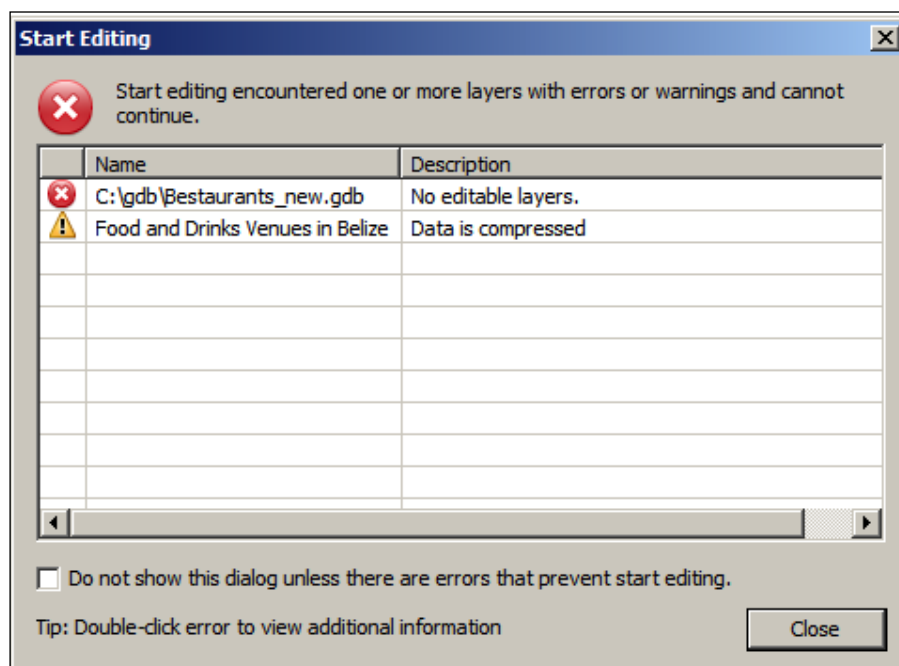 Start Editing
Start editing encountered one or more layers with errors or warnings and cannot
continue.
Name Description
C:\gdb\Bestaurants_new.gdb No editable layers.
Food and Drinks Venues in Belize Data is compressed
Do not show this dialog unless there are errors that prevent start editing.
Tip: Double-click error to view additional information
Close